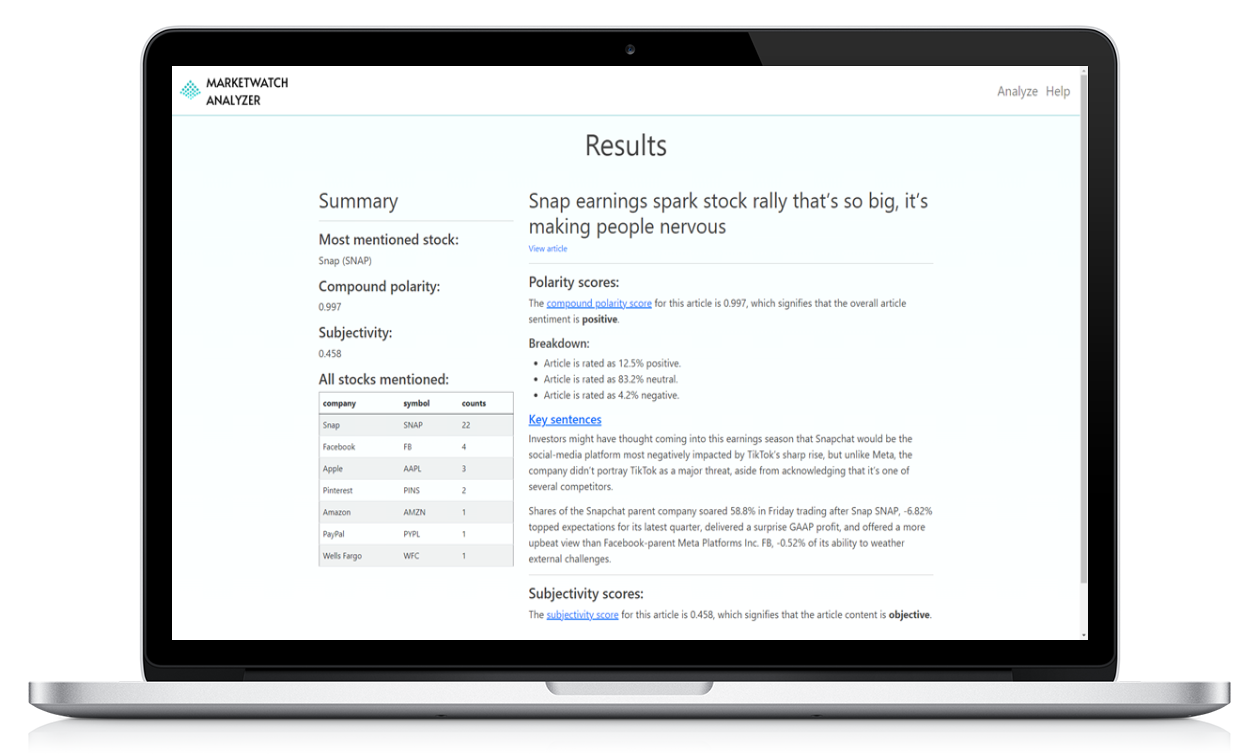 MARKETWATCH
ANALYZER
Analyze Help
Results
Summary
Most mentioned stock:
Snap (SNAP)
Compound polarity:
0.997
Subjectivity:
0.458
All stocks mentioned:
company symbol counts
Snap SNAP 22
Facebook FB 4
Apple AAPL 3
Pinterest PINS 2
Amazon AMZN 1
PayPal PYPL 1
Wells Fargo WFC 1
Snap earnings spark stock rally that’s so big, it’s
making people nervous
View article
Polarity scores:
The compound polarity score for this article is 0.997, which signifies that the overall article
sentiment is positive.
Breakdown:
• Article is rated as 12.5% positive.
• Article is rated as 83.2% neutral.
• Article is rated as 4.2% negative.
Key sentences
Investors might have thought coming into this earnings season that Snapchat would be the
social-media platform most negatively impacted by TikTok’s sharp rise, but unlike Meta, the
company didn’t portray TikTok as a major threat, aside from acknowledging that it’s one of
several competitors.
Shares of the Snapchat parent company soared 58.8% in Friday trading after Snap SNAP, -6.82%
topped expectations for its latest quarter, delivered a surprise GAAP profit, and offered a more
upbeat view than Facebook-parent Meta Platforms Inc. FB, -0.52% of its ability to weather
external challenges.
Subjectivity scores:
The subjectivity score for this article is 0.458, which signifies that the article content is objective.